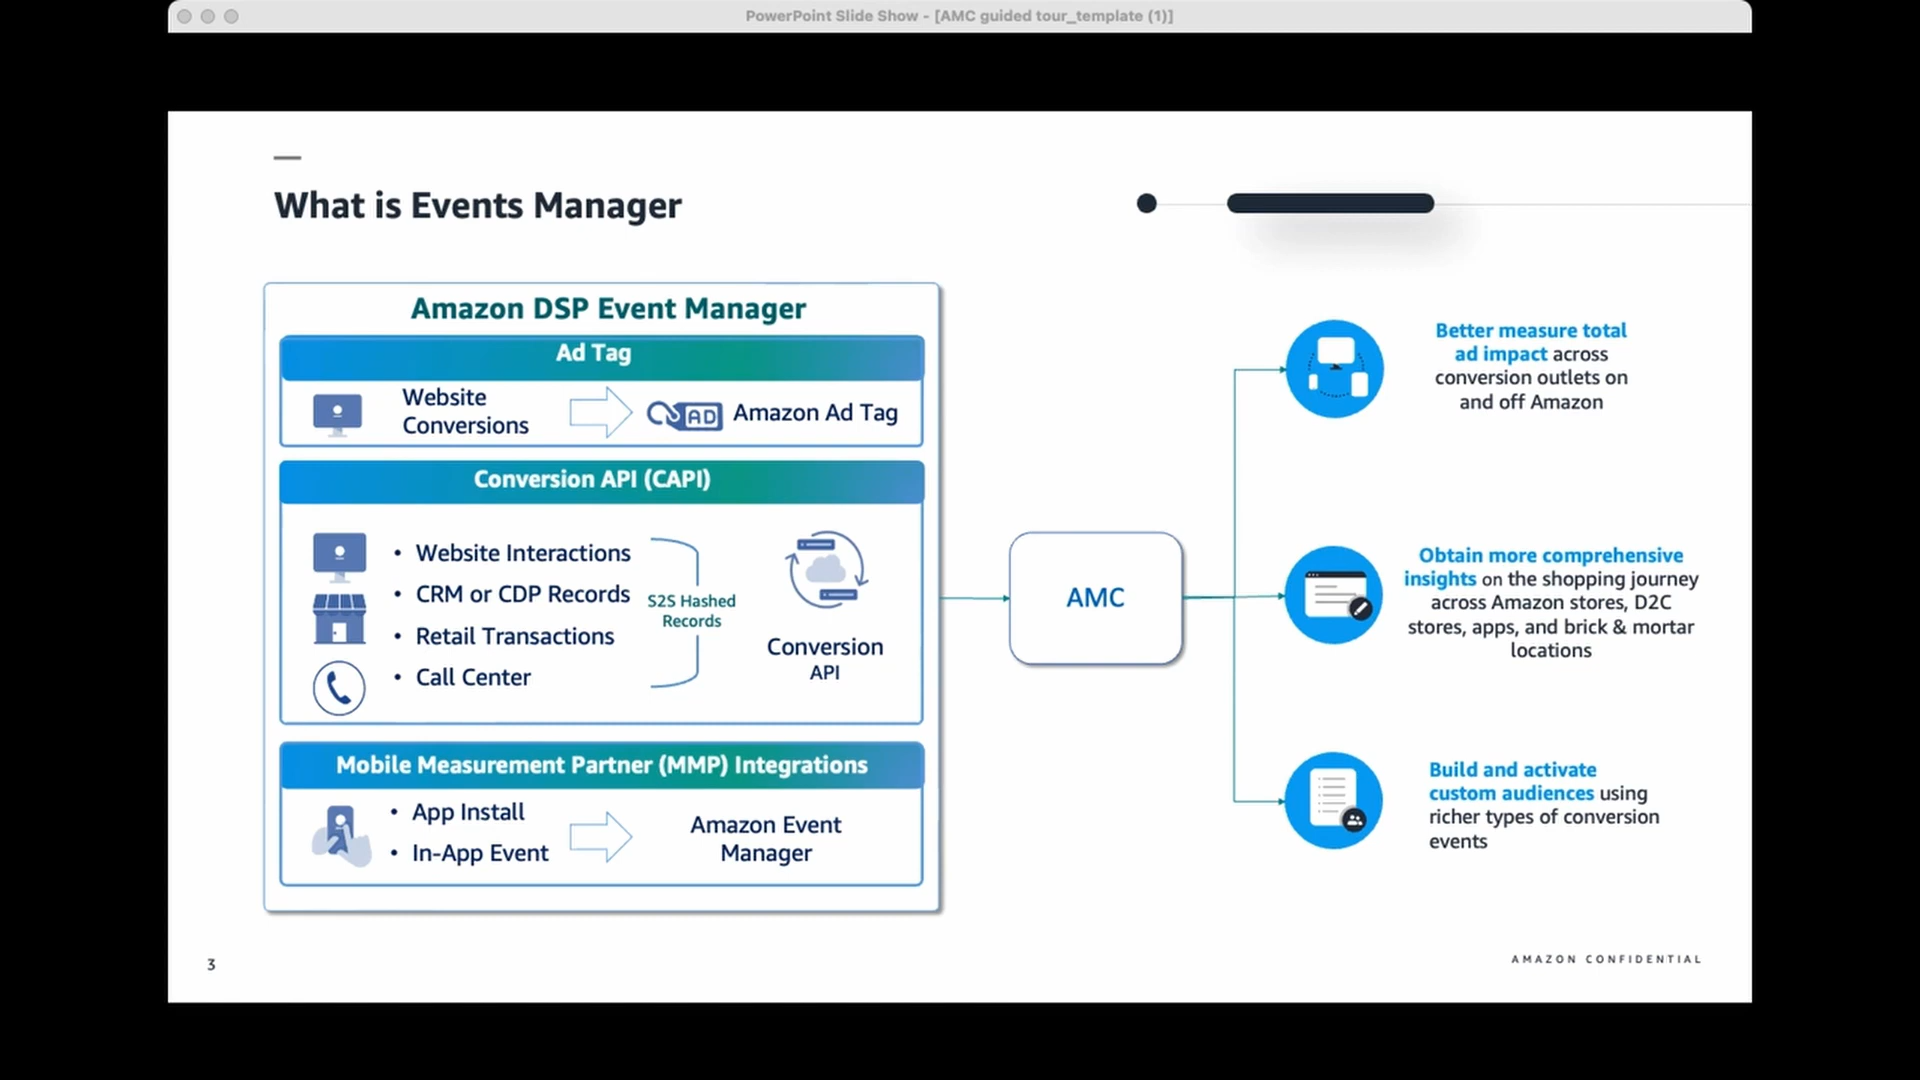 PowerPoint Slide Show - [AMC guided tour_template (1)]
What is Events Manager
Amazon DSP Event Manager
Ad Tag
Website
Conversions
AD
Amazon Ad Tag
Conversion API (CAPI)
• Website Interactions
• CRM or CDP Records
• Retail Transactions
• Call Center
S2S Hashed
Records
Conversion
API
Mobile Measurement Partner (MMP) Integrations
• App Install
• In-App Event
Amazon Event
Manager
AMC
Better measure total
ad impact across
conversion outlets on
and off Amazon
Obtain more comprehensive
insights on the shopping journey
across Amazon stores, D2C
stores, apps, and brick & mortar
locations
Build and activate
custom audiences using
richer types of conversion
events
3
AMAZON CONFIDENTIAL